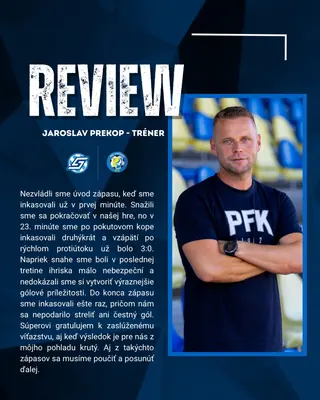 REVIEW
JAROSLAV PREKOP - TRÉNER
Nezvládli sme úvod zápasu, keď sme
inkasovali už v prvej minúte. Snažili
sme sa pokračovať v našej hre, no v
23. minúte sme po pokutovom kope
inkasovali druhýkrát a vzápätí po
rýchlom protiútoku už bolo 3:0.
Napriek snahe sme boli v poslednej
tretine ihriska málo nebezpeční a
nedokázali sme si vytvoriť výraznejšie
gólové príležitosti. Do konca zápasu
sme inkasovali ešte raz, pričom nám
sa nepodarilo streliť ani čestný gól.
Súperovi gratulujem k zaslúženému
víťazstvu, aj keď výsledok je pre nás z
môjho pohladu krutý. Aj z takýchto
zápasov sa musíme poučiť a posunúť
ďalej.
PFK